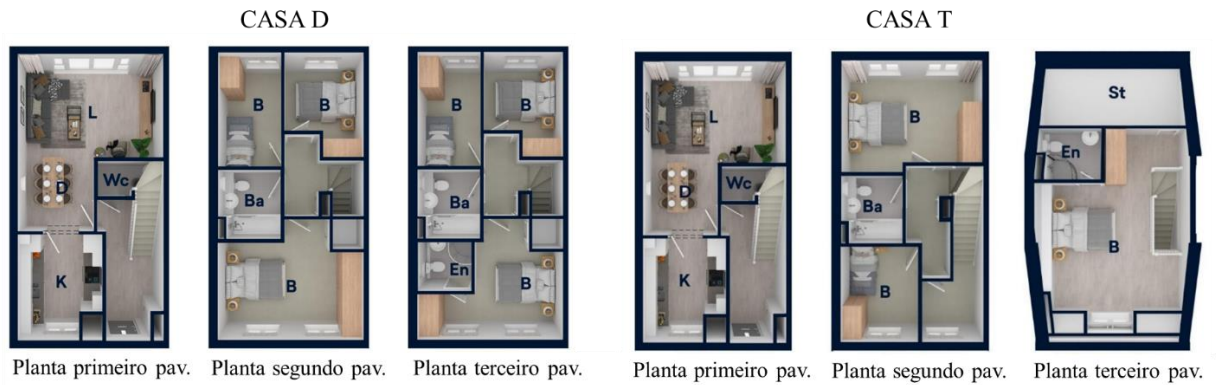 CASA D
CASA T
L
D
Wc
K
B
B
Ba
B
B
B
Ba
En
B
L
D
Wc
K
B
Ba
B
St
En
B
Planta primeiro pav.
Planta segundo pav.
Planta terceiro pav.
Planta primeiro pav.
Planta segundo pav.
Planta terceiro pav.